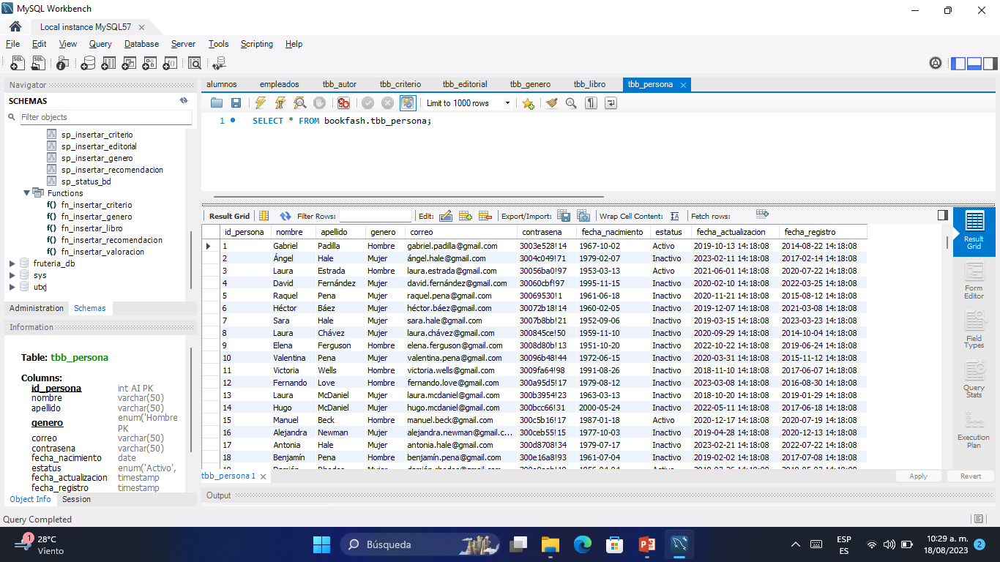 MySQL Workbench
Local instance MySQL57
File Edit View Query Database Server Tools Scripting Help
Navigator
SCHEMAS
Filter objects
sp_insertar_criterio
sp_insertar_editorial
sp_insertar_genero
sp_insertar_recomendacion
sp_status_bd
Functions
f() fn_insertar_criterio
f() fn_insertar_genero
f() fn_insertar_libro
f() fn_insertar_recomendacion
f() fn_insertar_valoracion
fruteria_db
sys
utxj
Administration Schemas
Information
Table: tbb_persona
Columns:
id_persona int AI PK
nombre varchar(50)
apellido varchar(50)
genero enum('Hombre
PK
correo varchar(50)
contrasena varchar(50)
fecha_nacimiento date
estatus enum('Activo',
fecha_actualizacion timestamp
fecha_registro timestamp
Object Info Session
alumnos empleados tbb_autor tbb_criterio tbb_editorial tbb_genero tbb_libro tbb_persona
Limit to 1000 rows
1 SELECT * FROM bookfash.tbb_persona;
Result Grid Filter Rows: Edit: Export/Import: Wrap Cell Content: Fetch rows:
id_persona nombre apellido genero correo contrasena fecha_nacimiento estatus fecha_actualizacion fecha_registro
1 Gabriel Padilla Hombre gabriel.padilla@gmail.com 3003e528!14 1967-10-02 Activo 2019-10-13 14:18:08 2014-08-22 14:18:08
2 Ángel Hale Mujer ángel.hale@gmail.com 3004c049!71 1979-02-07 Inactivo 2023-02-11 14:18:08 2017-02-14 14:18:08
3 Laura Estrada Hombre laura.estrada@gmail.com 30056ba0!97 1953-03-13 Activo 2021-06-01 14:18:08 2020-07-22 14:18:08
4 David Fernández Mujer david.fernández@gmail.com 30060cbf!97 1995-11-15 Inactivo 2020-02-10 14:18:08 2022-03-25 14:18:08
5 Raquel Pena Mujer raquel.pena@gmail.com 30069530!1 1961-06-18 Inactivo 2020-11-21 14:18:08 2015-08-12 14:18:08
6 Héctor Báez Mujer héctor.báez@gmail.com 30072b18!14 1960-02-05 Inactivo 2019-12-07 14:18:08 2021-03-08 14:18:08
7 Sara Hale Mujer sara.hale@gmail.com 3007b8bb!21 1952-09-06 Inactivo 2019-03-15 14:18:08 2023-03-23 14:18:08
8 Laura Chávez Mujer laura.chávez@gmail.com 300845ce!50 1959-11-10 Inactivo 2020-09-29 14:18:08 2014-10-04 14:18:08
9 Elena Ferguson Hombre elena.ferguson@gmail.com 3008d80b!13 1951-10-20 Inactivo 2022-10-22 14:18:08 2019-06-24 14:18:08
10 Valentina Pena Mujer valentina.pena@gmail.com 30096b48!44 1972-06-15 Inactivo 2020-03-31 14:18:08 2015-11-12 14:18:08
11 Victoria Wells Hombre victoria.wells@gmail.com 3009fa64!98 1991-08-26 Inactivo 2018-11-10 14:18:08 2017-06-07 14:18:08
12 Fernando Love Hombre fernando.love@gmail.com 300a95d5!17 1979-08-12 Inactivo 2023-03-08 14:18:08 2016-08-30 14:18:08
13 Laura McDaniel Mujer laura.mcdaniel@gmail.com 300b3954!23 1963-03-13 Inactivo 2018-10-20 14:18:08 2019-01-29 14:18:08
14 Hugo McDaniel Mujer hugo.mcdaniel@gmail.com 300bcc66!31 2000-05-24 Inactivo 2022-05-11 14:18:08 2017-06-18 14:18:08
15 Manuel Beck Hombre manuel.beck@gmail.com 300c5b16!17 1987-01-18 Activo 2020-12-17 14:18:08 2020-07-19 14:18:08
16 Alejandra Newman Mujer alejandra.newman@gmail.c... 300ceb55!15 1977-10-03 Inactivo 2019-04-28 14:18:08 2020-12-13 14:18:08
17 Antonia Hale Mujer antonia.hale@gmail.com 300d8708!34 1979-07-17 Inactivo 2023-02-21 14:18:08 2022-07-22 14:18:08
18 Benjamín Pena Hombre benjamín.pena@gmail.com 300e16a8!93 1961-07-04 Inactivo 2019-02-02 14:18:08 2017-07-08 14:18:08
Result
Grid
Form
Editor
Field
Types
Query
Stats
Execution
Plan
tbb_persona 1
Apply Revert
Output
Query Completed
1
28°C
Viento
Búsqueda
ESP
ES
10:29 a. m.
18/08/2023
2